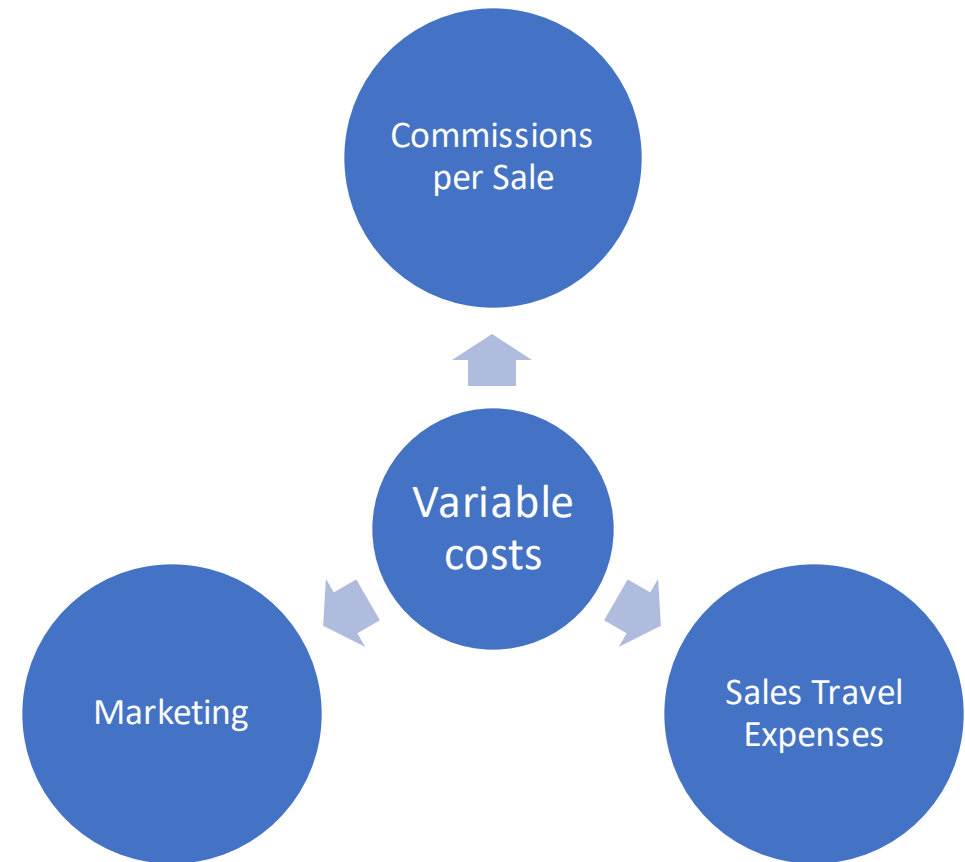 Commissions
per Sale
Variable
costs
Marketing
Sales Travel
Expenses